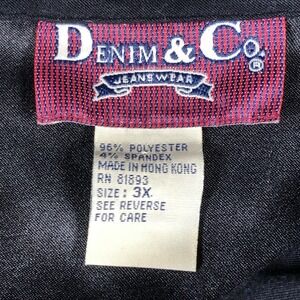 DENIM & CO.
®
JEANSWEAR
96% POLYESTER
4% SPANDEX
MADE IN HONG KONG
RN 81893
SIZE: 3X
SEE REVERSE
FOR CARE